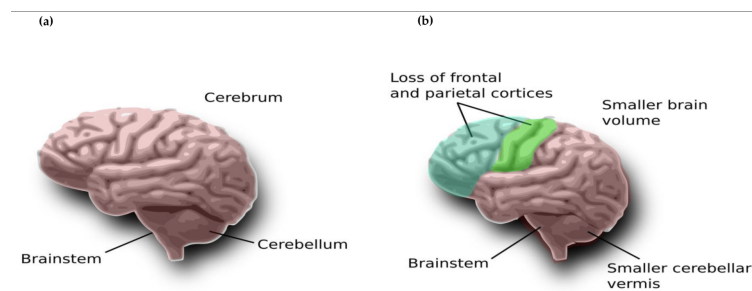 (a)
Cerebrum
Brainstem
Cerebellum
(b)
Loss of frontal
and parietal cortices
Smaller brain
volume
Brainstem
Smaller cerebellar
vermis